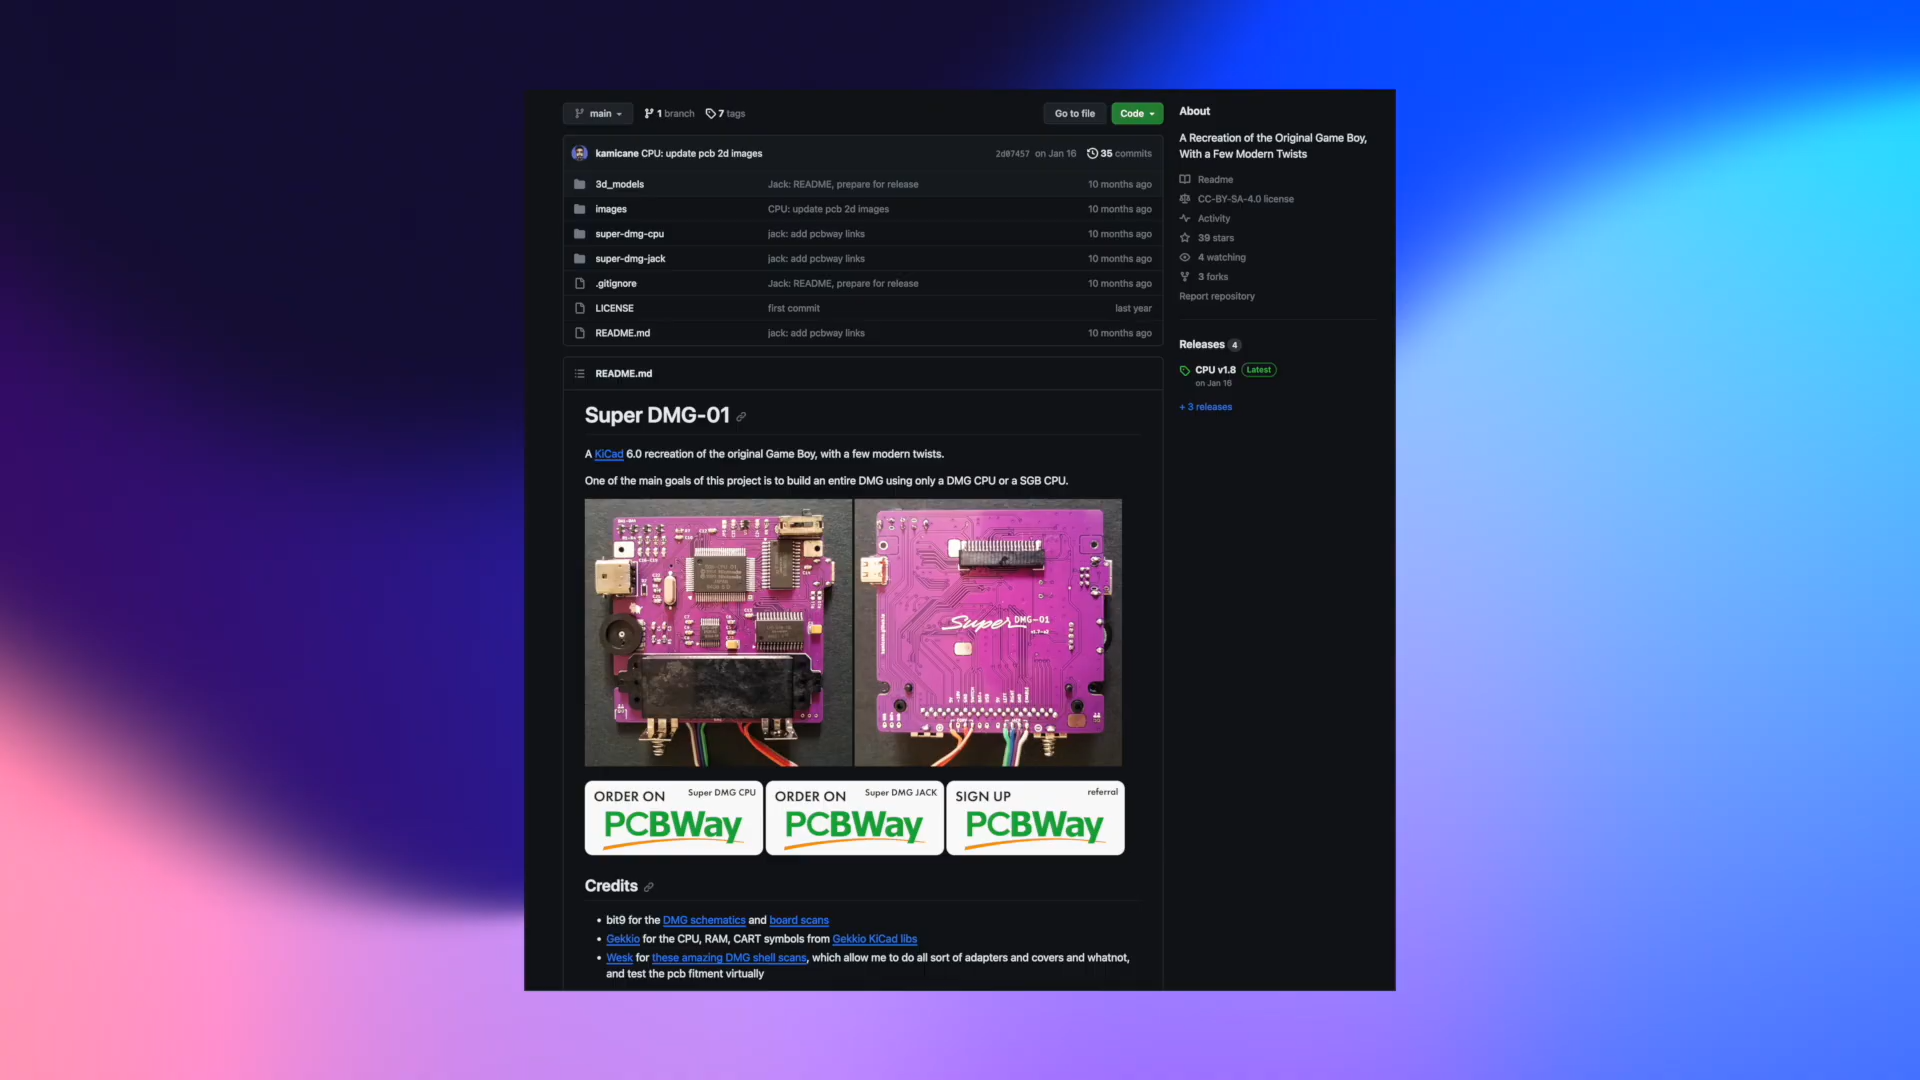 main
1 branch
7 tags
Go to file
Code
kamicane CPU: update pcb 2d images
2d07457 on Jan 16
35 commits
3d_models
Jack: README, prepare for release
10 months ago
images
CPU: update pcb 2d images
10 months ago
super-dmg-cpu
jack: add pcbway links
10 months ago
super-dmg-jack
jack: add pcbway links
10 months ago
.gitignore
Jack: README, prepare for release
10 months ago
LICENSE
first commit
last year
README.md
jack: add pcbway links
10 months ago
README.md
Super DMG-01
A KiCad 6.0 recreation of the original Game Boy, with a few modern twists.
One of the main goals of this project is to build an entire DMG using only a DMG CPU or a SGB CPU.
Super DMG-01
ORDER ON
Super DMG CPU
PCBWay
ORDER ON
Super DMG JACK
PCBWay
SIGN UP
referral
PCBWay
Credits
• bit9 for the DMG schematics and board scans
• Gekkio for the CPU, RAM, CART symbols from Gekkio KiCad libs
• Wesk for these amazing DMG shell scans, which allow me to do all sort of adapters and covers and whatnot,
and test the pcb fitment virtually
About
A Recreation of the Original Game Boy,
With a Few Modern Twists
Readme
CC-BY-SA-4.0 license
Activity
39 stars
4 watching
3 forks
Report repository
Releases 4
CPU v1.8 Latest
on Jan 16
+ 3 releases